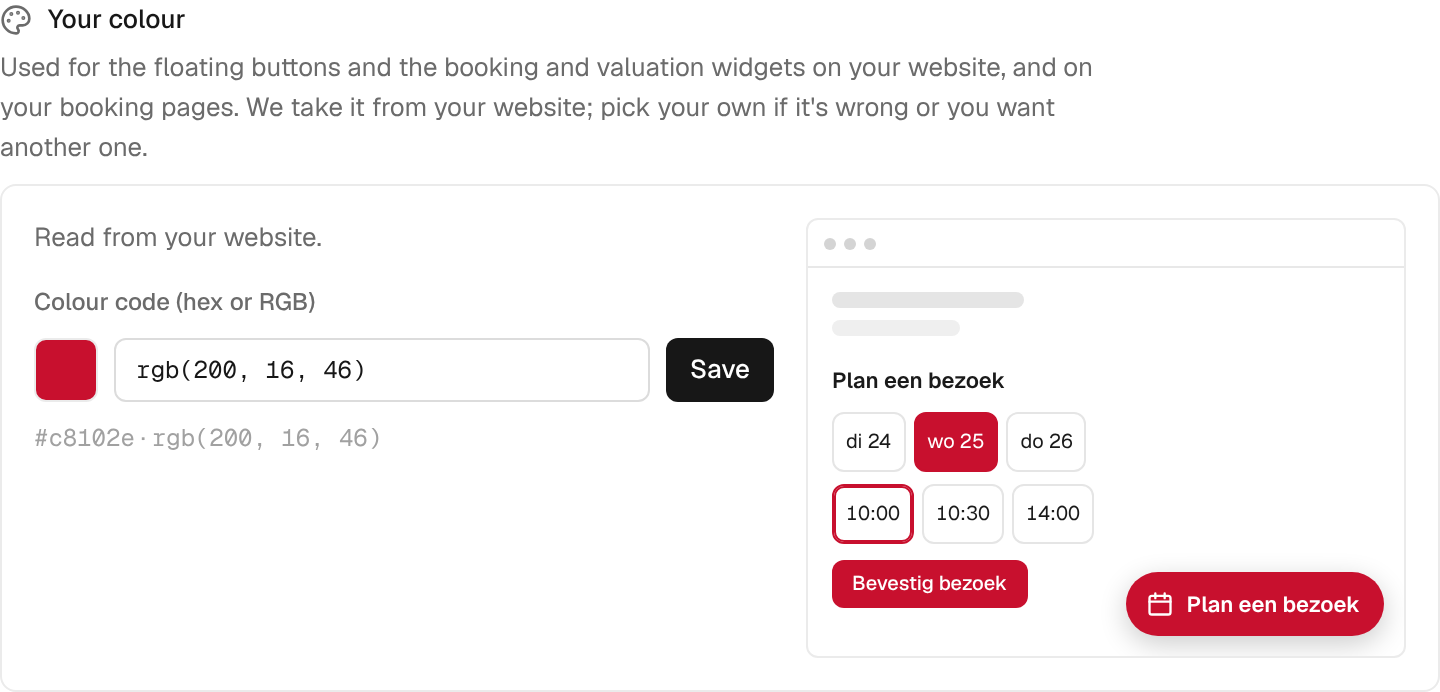 Your colour
Used for the floating buttons and the booking and valuation widgets on your website, and on
your booking pages. We take it from your website; pick your own if it's wrong or you want
another one.
Read from your website.
Colour code (hex or RGB)
rgb(200, 16, 46)
Save
#c8102e · rgb(200, 16, 46)
Plan een bezoek
di 24
wo 25
do 26
10:00
10:30
14:00
Bevestig bezoek
Plan een bezoek